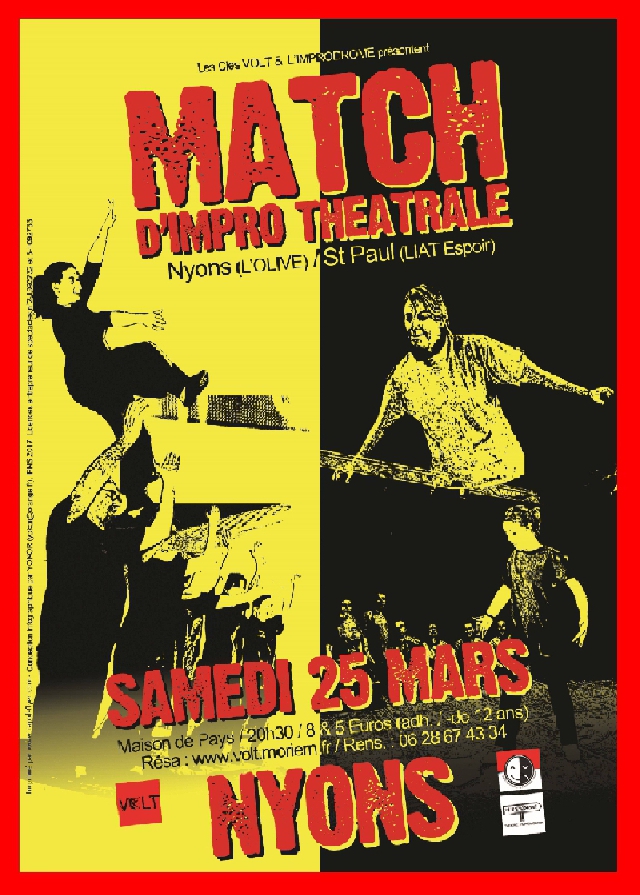 Les Cies VOLT & L'IMPRODROME présentent
MATCH
D'IMPRO THEATRALE
Nyons (L'OLIVE) / St Paul (LIAT Espoir)
SAMEDI 25 MARS
Maison de Pays / 20h30 / 8 & 5 Euros (adh. / -de 12 ans)
Résa : www.volt.moriem.fr / Rens. : 06 28 67 43 34
NYONS
VOLT